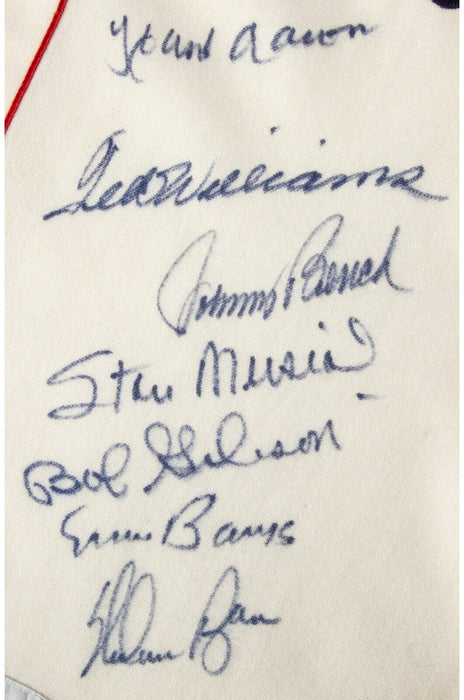 Hank Aaron
Ted Williams
Johnny Bench
Stan Musial
Bob Gibson
Ernie Banks
Nolan Ryan